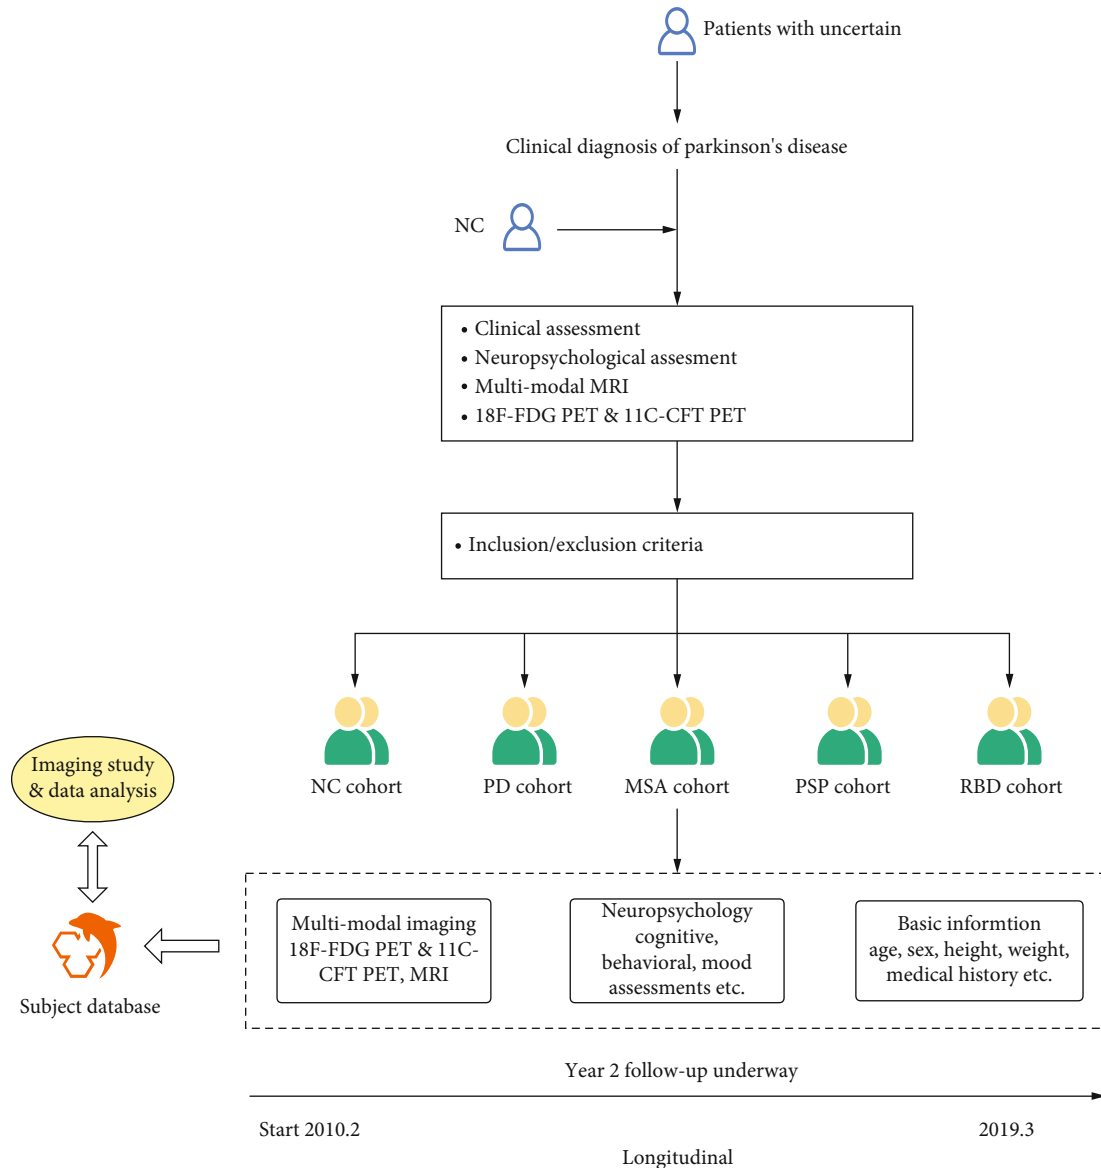 Patients with uncertain
Clinical diagnosis of parkinson's disease
NC
• Clinical assessment
• Neuropsychological assesment
• Multi-modal MRI
• 18F-FDG PET & 11C-CFT PET
• Inclusion/exclusion criteria
NC cohort
PD cohort
MSA cohort
PSP cohort
RBD cohort
Imaging study
& data analysis
Subject database
Multi-modal imaging
18F-FDG PET & 11C-
CFT PET, MRI
Neuropsychology
cognitive,
behavioral, mood
assessments etc.
Basic informtion
age, sex, height, weight,
medical history etc.
Year 2 follow-up underway
Start 2010.2
2019.3
Longitudinal